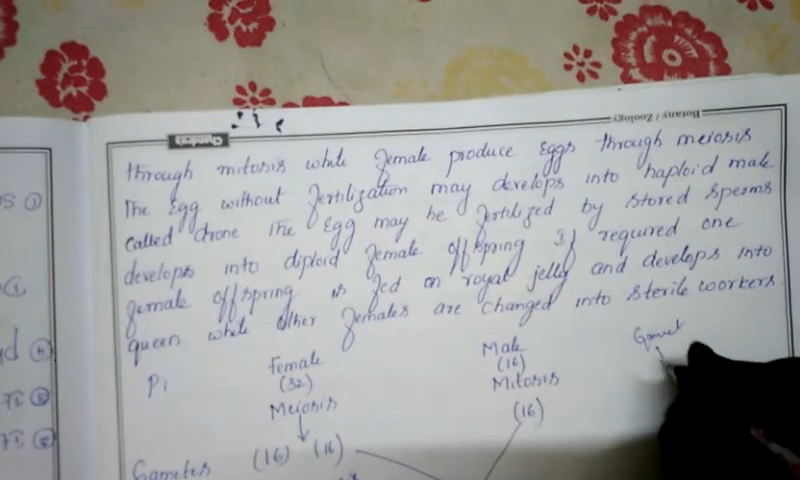 Botany / Zoology
through mitosis while female produce Eggs through meiosis
The Egg without fertilization may develops into haploid male
called drone The Egg may be fertilized by stored sperms
develops into diploid female offspring If required one
female offspring is fed on royal jelly and develops into
queen while other females are changed into sterile workers
Female Male
P1 (32) (16)
Meiosis Mitosis
(16)
Gametes (16) (16)